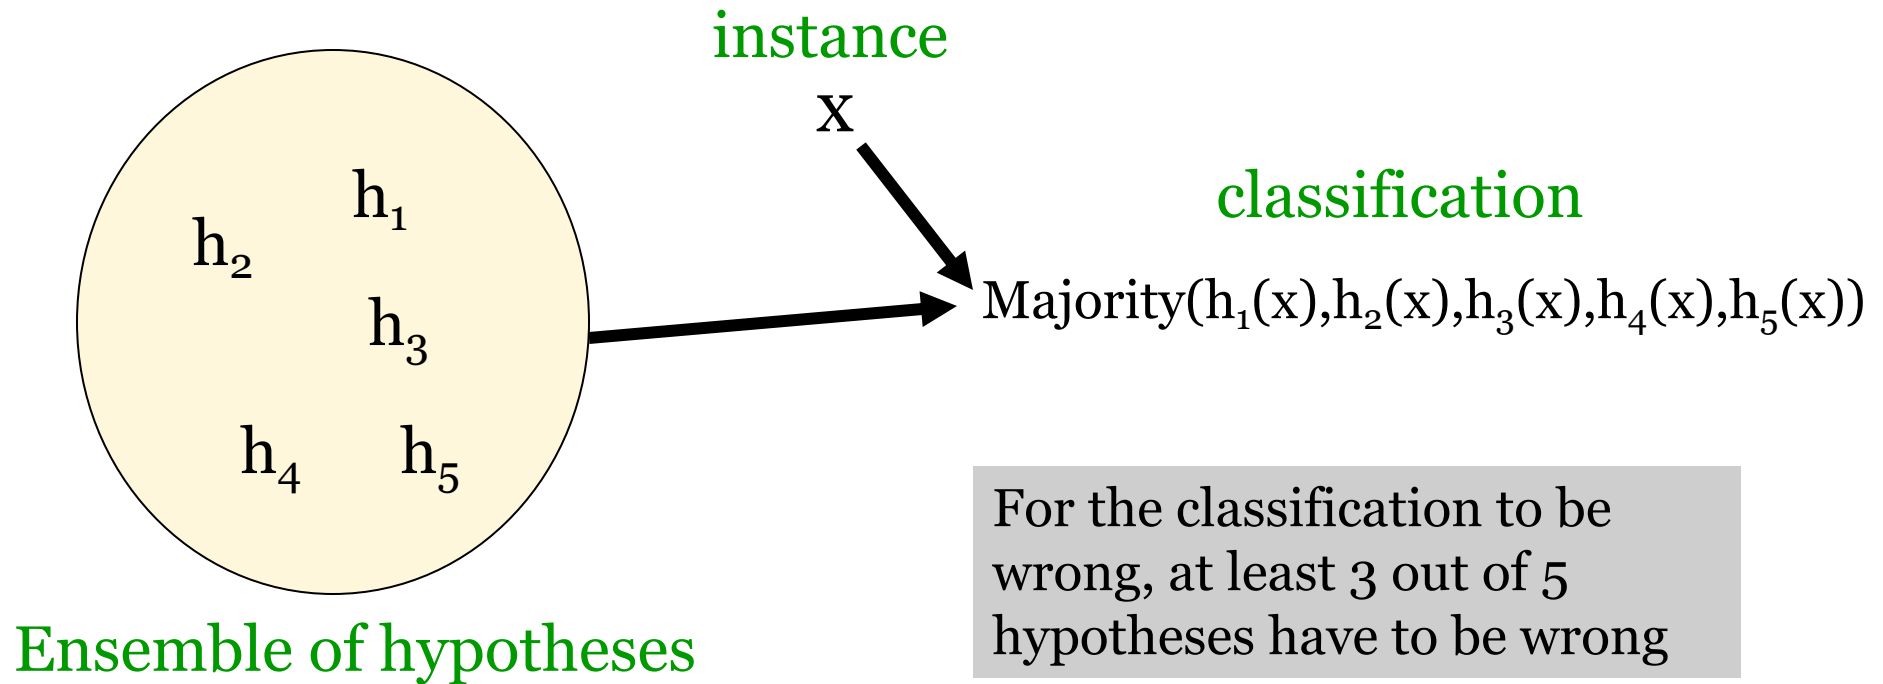 instance
x
classification
h₁
h₂
h₃
h₄
h₅
Majority(h₁(x),h₂(x),h₃(x),h₄(x),h₅(x))
For the classification to be
wrong, at least 3 out of 5
hypotheses have to be wrong
Ensemble of hypotheses